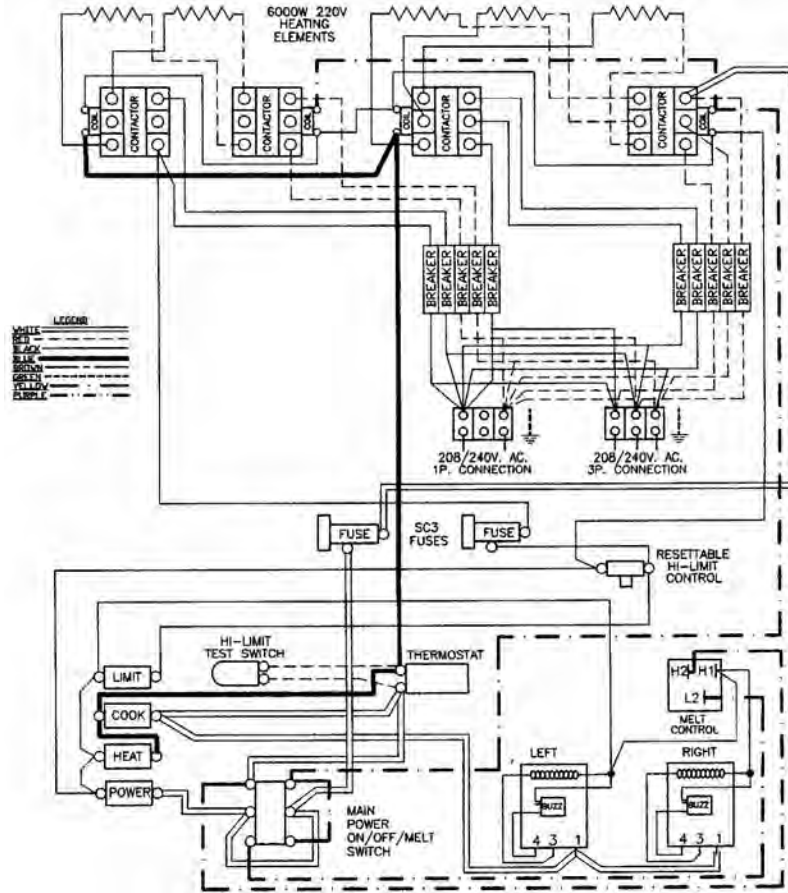 6000W 220V
HEATING
ELEMENTS
COIL
CONTACTOR
CONTACTOR
COIL
COIL
CONTACTOR
CONTACTOR
COIL
BREAKER
BREAKER
BREAKER
BREAKER
BREAKER
BREAKER
BREAKER
BREAKER
BREAKER
BREAKER
LEGEND
WHITE
RED
BLACK
BLUE
BROWN
GREEN
YELLOW
PURPLE
208/240V. AC.
1P. CONNECTION
208/240V. AC.
3P. CONNECTION
FUSE
SC3
FUSES
FUSE
RESETTABLE
HI-LIMIT
CONTROL
HI-LIMIT
TEST SWITCH
THERMOSTAT
LIMIT
COOK
HEAT
POWER
H2
H1
L2
MELT
CONTROL
MAIN
POWER
ON/OFF/MELT
SWITCH
LEFT
BUZZ
4 3 1
RIGHT
BUZZ
4 3 1